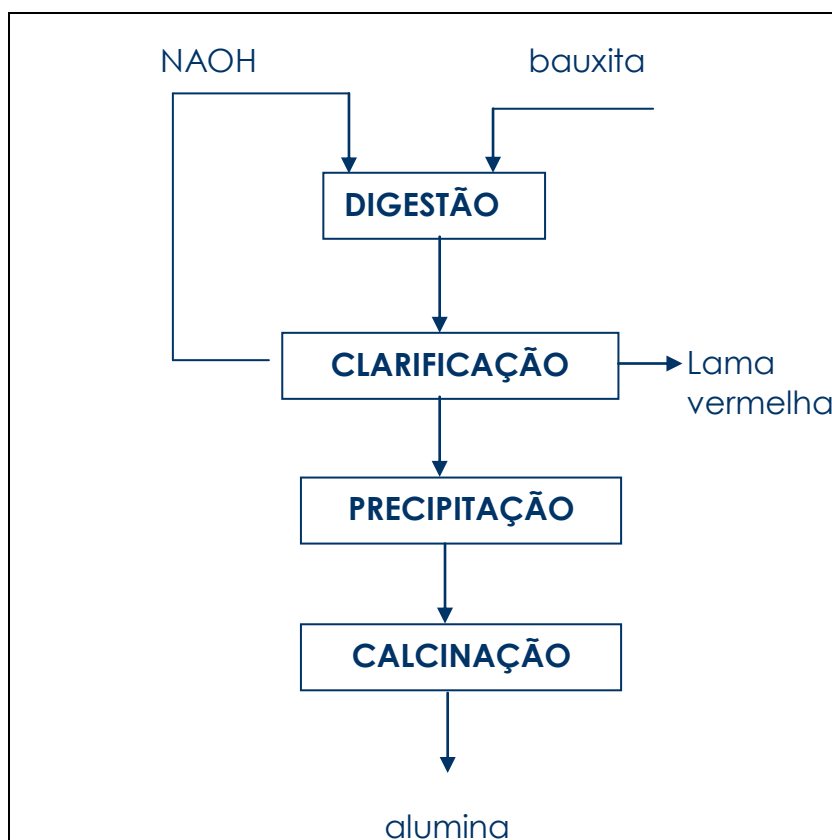 NAOH
bauxita
DIGESTÃO
CLARIFICAÇÃO
Lama
vermelha
PRECIPITAÇÃO
CALCINAÇÃO
alumina